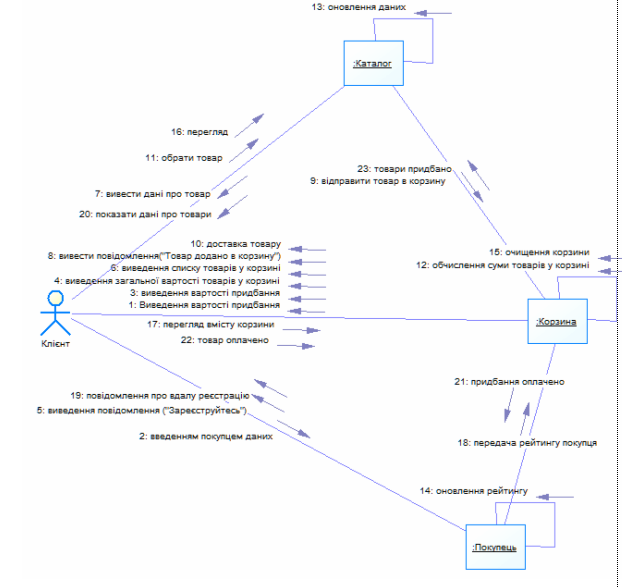 13: оновлення даних
:Каталог
16: перегляд
11: обрати товар
23: товари придбано
9: відправити товар в корзину
7: вивести дані про товар
20: показати дані про товари
10: доставка товару
8: вивести повідомлення("Товар додано в корзину")
6: виведення списку товарів у корзині
4: виведення загальної вартості товарів у корзині
3: виведення вартості придбання
1: Виведення вартості придбання
15: очищення корзини
12: обчислення суми товарів у корзині
17: перегляд вмісту корзини
22: товар оплачено
Клієнт
:Корзина
19: повідомлення про вдалу реєстрацію
5: виведення повідомлення ("Зареєструйтесь")
2: введенням покупцем даних
21: придбання оплачено
18: передача рейтингу покупця
14: оновлення рейтингу
:Покупець